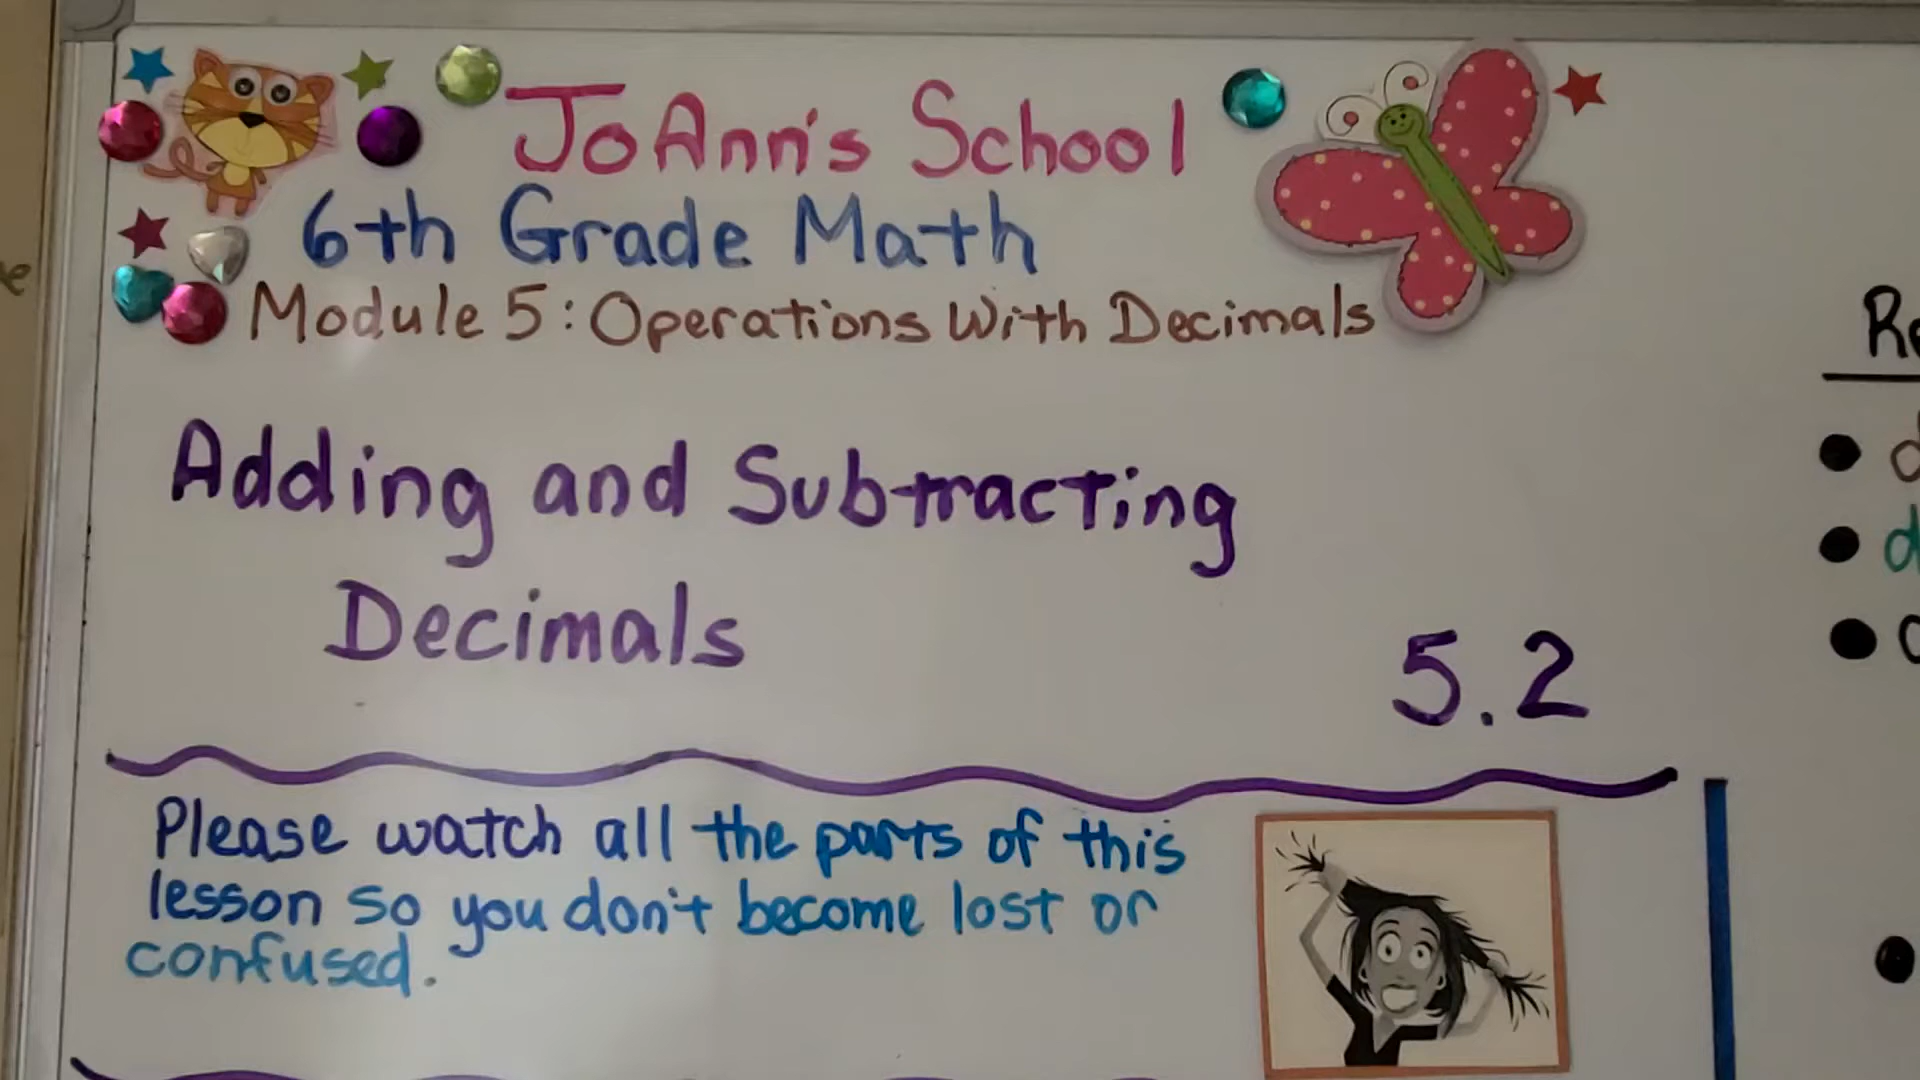 JoAnn's School
6th Grade Math
Module 5: Operations With Decimals
Adding and Subtracting
Decimals
5.2
Please watch all the parts of this
lesson so you don't become lost or
confused.